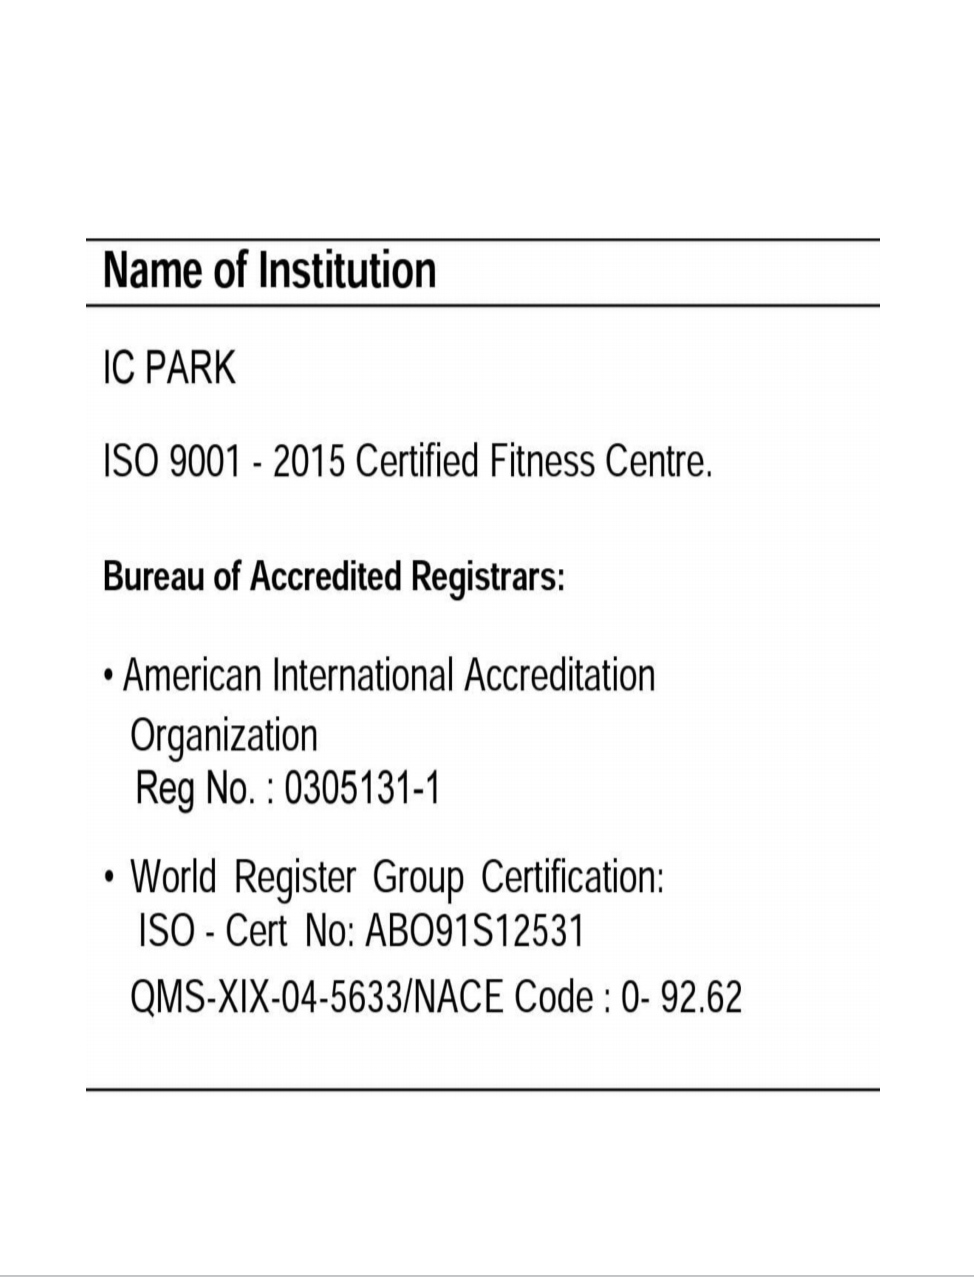 Name of Institution
IC PARK
ISO 9001 - 2015 Certified Fitness Centre.
Bureau of Accredited Registrars:
• American International Accreditation
Organization
Reg No. : 0305131-1
• World Register Group Certification:
ISO - Cert No: ABO91S12531
QMS-XIX-04-5633/NACE Code : 0- 92.62